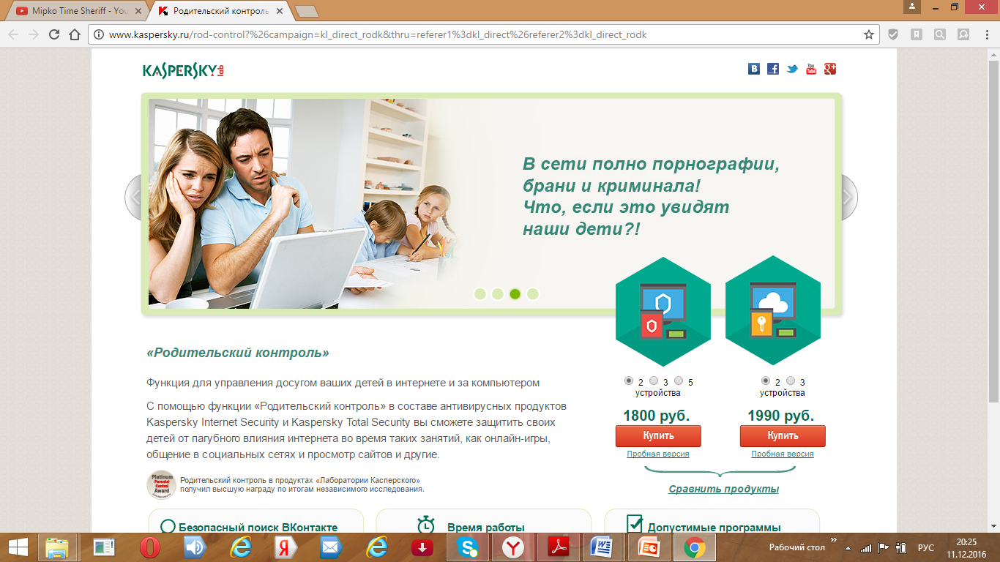 Mipko Time Sheriff - You
Родительский контроль
www.kaspersky.ru/rod-control?%26campaign=kl_direct_rodk&thru=referer1%3dkl_direct%26referer2%3dkl_direct_rodk
KASPERSKY lab
В сети полно порнографии,
брани и криминала!
Что, если это увидят
наши дети?!
«Родительский контроль»
Функция для управления досугом ваших детей в интернете и за компьютером
С помощью функции «Родительский контроль» в составе антивирусных продуктов
Kaspersky Internet Security и Kaspersky Total Security вы сможете защитить своих
детей от пагубного влияния интернета во время таких занятий, как онлайн-игры,
общение в социальных сетях и просмотр сайтов и другие.
Platinum
Parental
Control
Award
Родительский контроль в продуктах «Лаборатории Касперского»
получил высшую награду по итогам независимого исследования.
2 3 5
устройства
1800 руб.
Купить
Пробная версия
2 3
устройства
1990 руб.
Купить
Пробная версия
Сравнить продукты
Безопасный поиск ВКонтакте
Время работы
Допустимые программы
Рабочий стол
РУС
20:25
11.12.2016